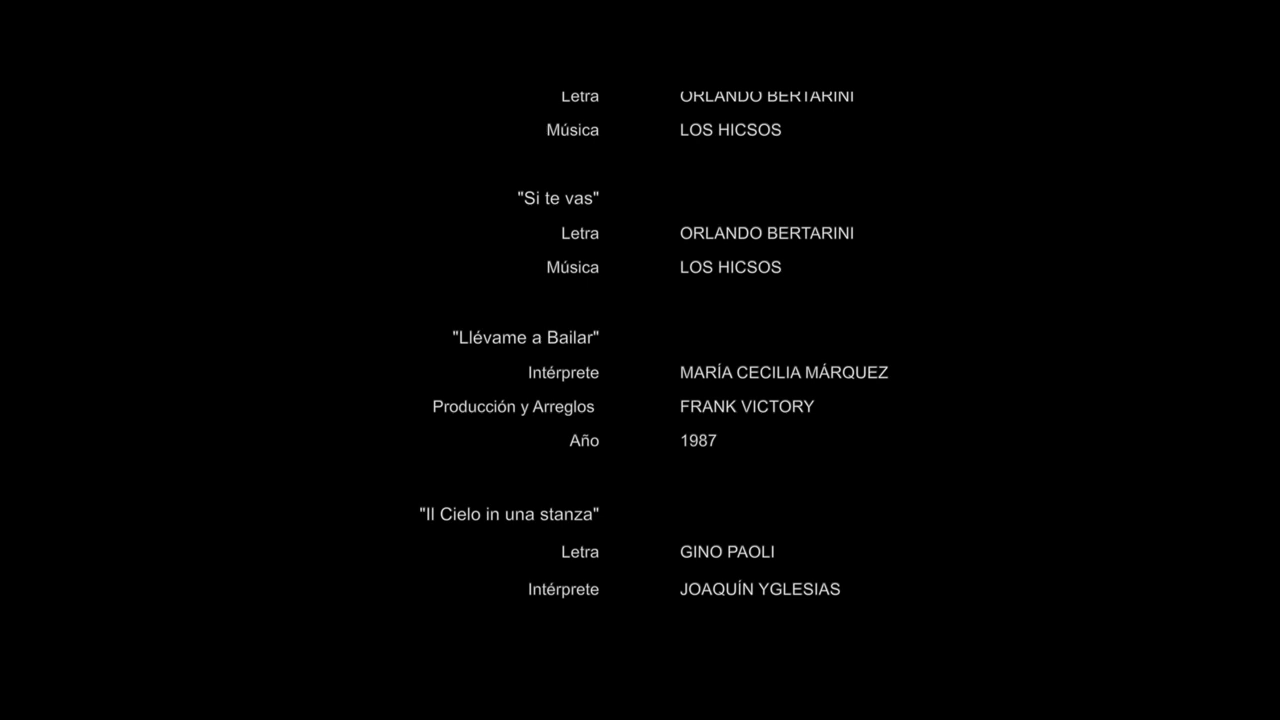 Letra ORLANDO BERTARINI
Música LOS HICSOS
"Si te vas"
Letra ORLANDO BERTARINI
Música LOS HICSOS
"Llévame a Bailar"
Intérprete MARÍA CECILIA MÁRQUEZ
Producción y Arreglos FRANK VICTORY
Año 1987
"Il Cielo in una stanza"
Letra GINO PAOLI
Intérprete JOAQUÍN YGLESIAS